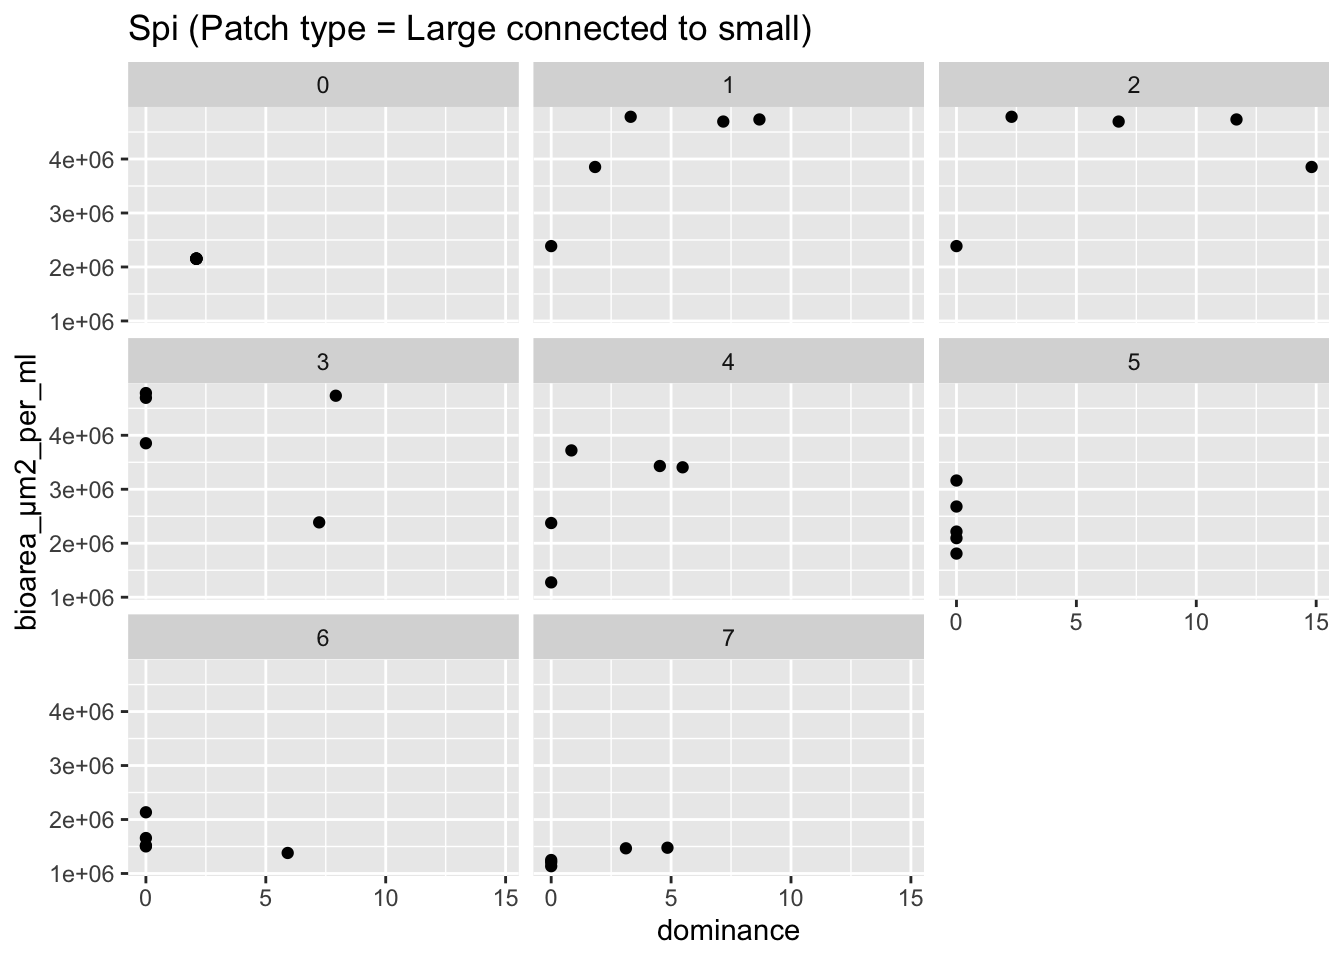 Spi (Patch type = Large connected to small)
0
1
2
4e+06
3e+06
2e+06
1e+06
3
4
5
4e+06
3e+06
2e+06
1e+06
0 5 10 15
6
7
4e+06
3e+06
2e+06
1e+06
0 5 10 15
0 5 10 15
dominance
bioarea_µm2_per_ml